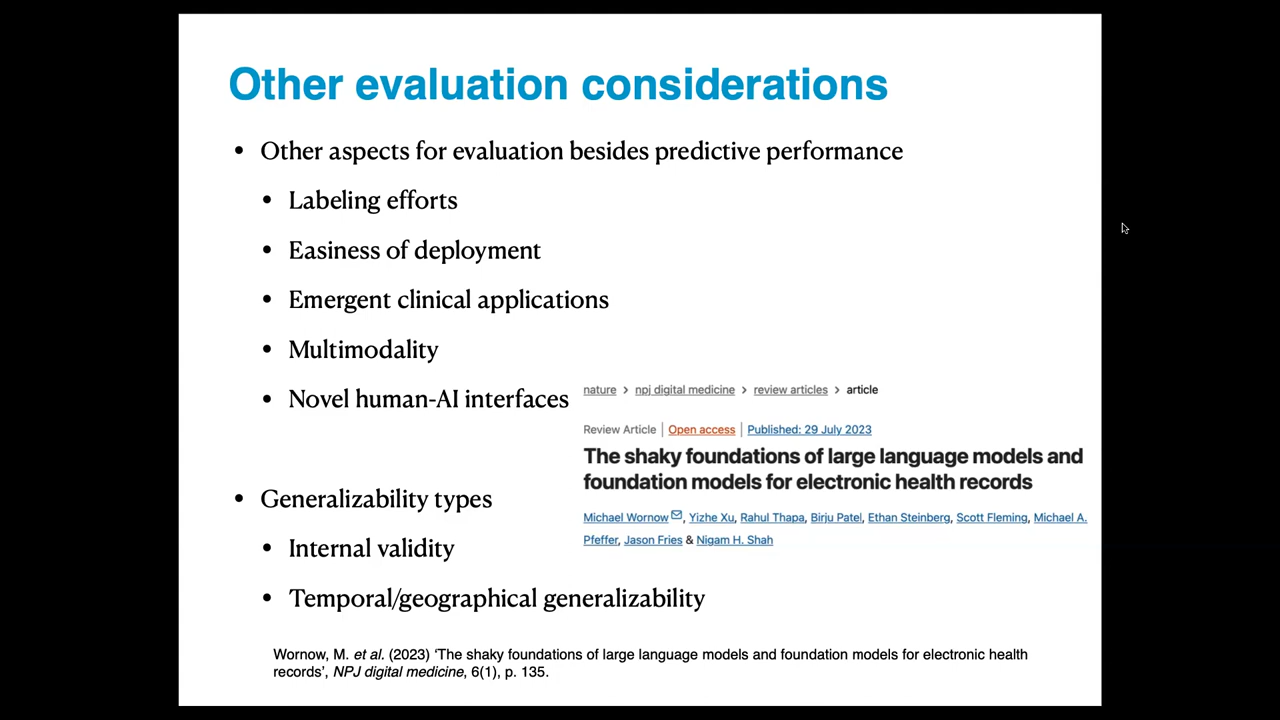 Other evaluation considerations
• Other aspects for evaluation besides predictive performance
• Labeling efforts
• Easiness of deployment
• Emergent clinical applications
• Multimodality
• Novel human-AI interfaces
nature > npj digital medicine > review articles > article
Review Article | Open access | Published: 29 July 2023
The shaky foundations of large language models and
foundation models for electronic health records
Michael Wornow, Yizhe Xu, Rahul Thapa, Birju Patel, Ethan Steinberg, Scott Fleming, Michael A.
Pfeffer, Jason Fries & Nigam H. Shah
• Generalizability types
• Internal validity
• Temporal/geographical generalizability
Wornow, M. et al. (2023) ‘The shaky foundations of large language models and foundation models for electronic health
records’, NPJ digital medicine, 6(1), p. 135.